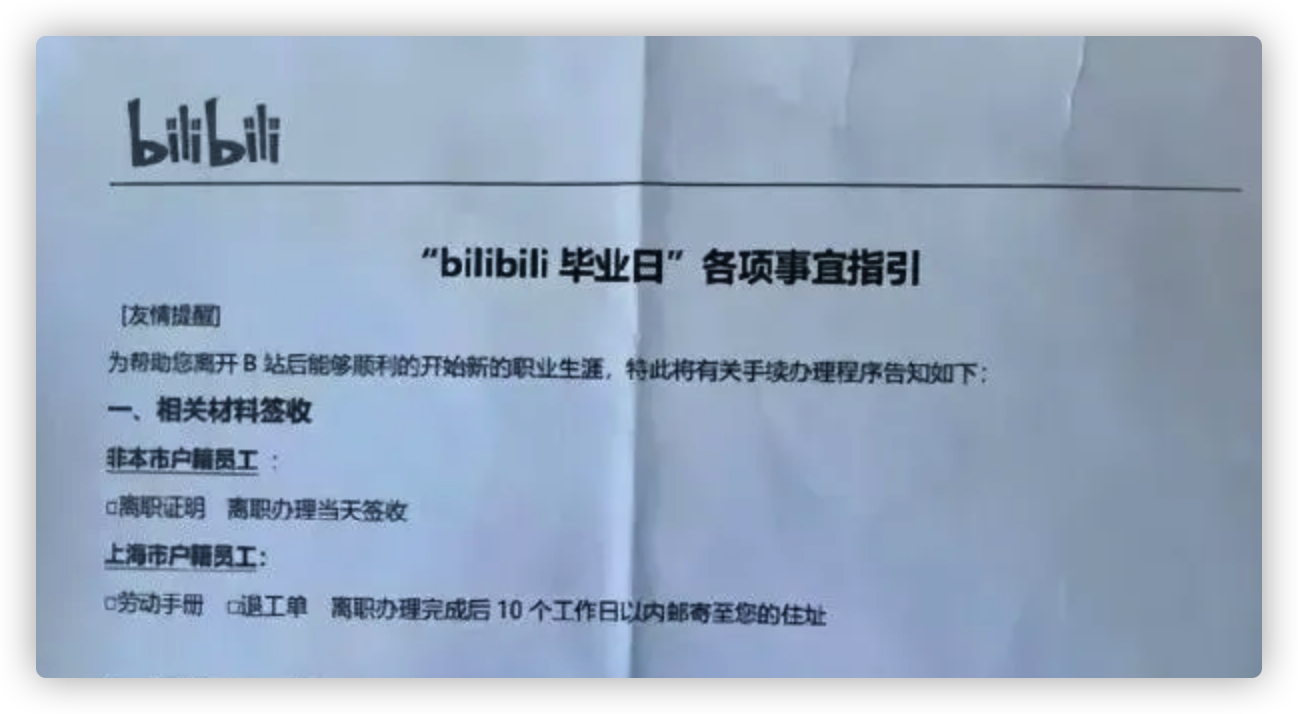 bilibili
“bilibili 毕业日”各项事宜指引
[友情提醒]
为帮助您离开 B 站后能够顺利的开始新的职业生涯，特此将有关手续办理程序告知如下：
一、相关材料签收
非本市户籍员工 ：
□离职证明 离职办理当天签收
上海市户籍员工：
□劳动手册 □退工单 离职办理完成后 10 个工作日以内邮寄至您的住址